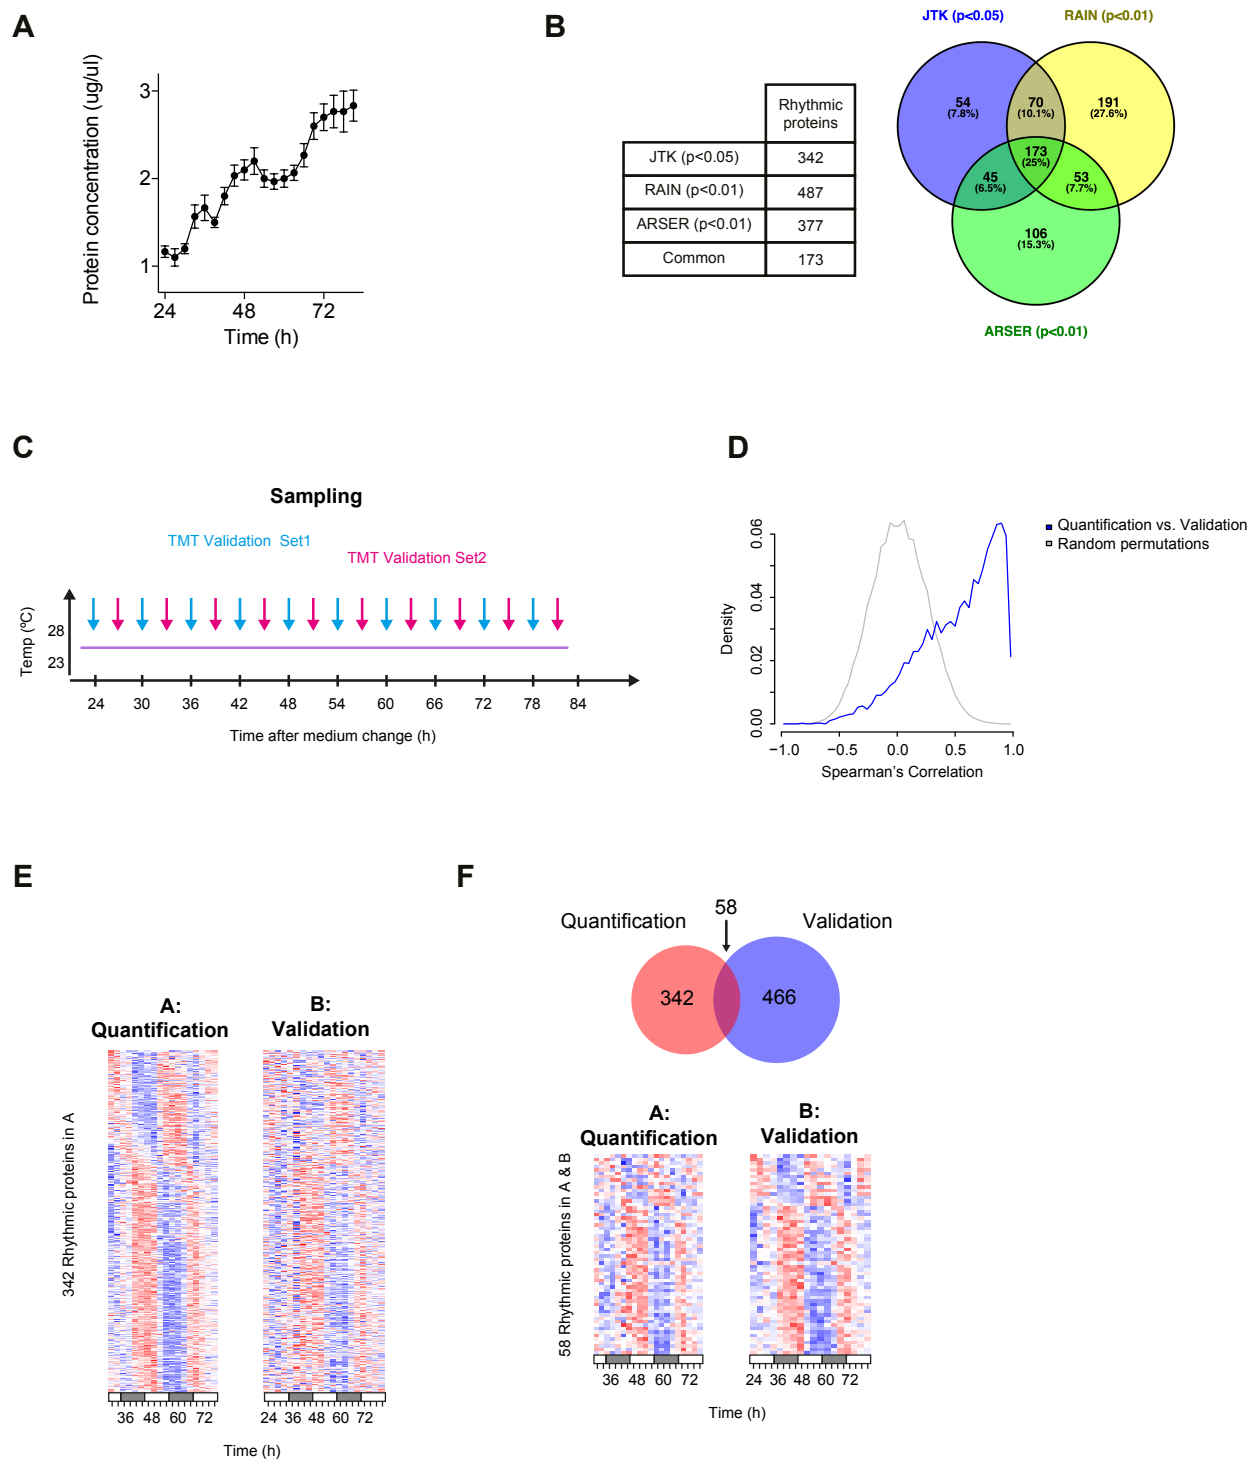 A
Protein concentration (ug/ul)
3
2
1
24 48 72
Time (h)
B
Rhythmic
proteins
JTK (p<0.05) 342
RAIN (p<0.01) 487
ARSER (p<0.01) 377
Common 173
JTK (p<0.05)
RAIN (p<0.01)
54
(7.8%)
70
(10.1%)
191
(27.6%)
173
(25%)
45
(6.5%)
53
(7.7%)
106
(15.3%)
ARSER (p<0.01)
C
Sampling
TMT Validation Set1
TMT Validation Set2
Temp (ºC)
28
23
24 30 36 42 48 54 60 66 72 78 84
Time after medium change (h)
D
Density
0.06
0.04
0.02
0.00
−1.0 −0.5 0.0 0.5 1.0
Spearman's Correlation
Quantification vs. Validation
Random permutations
E
A:
Quantification
B:
Validation
342 Rhythmic proteins in A
36 48 60 72
24 36 48 60 72
Time (h)
F
58
Quantification
Validation
342
466
A:
Quantification
B:
Validation
58 Rhythmic proteins in A & B
36 48 60 72
24 36 48 60 72
Time (h)